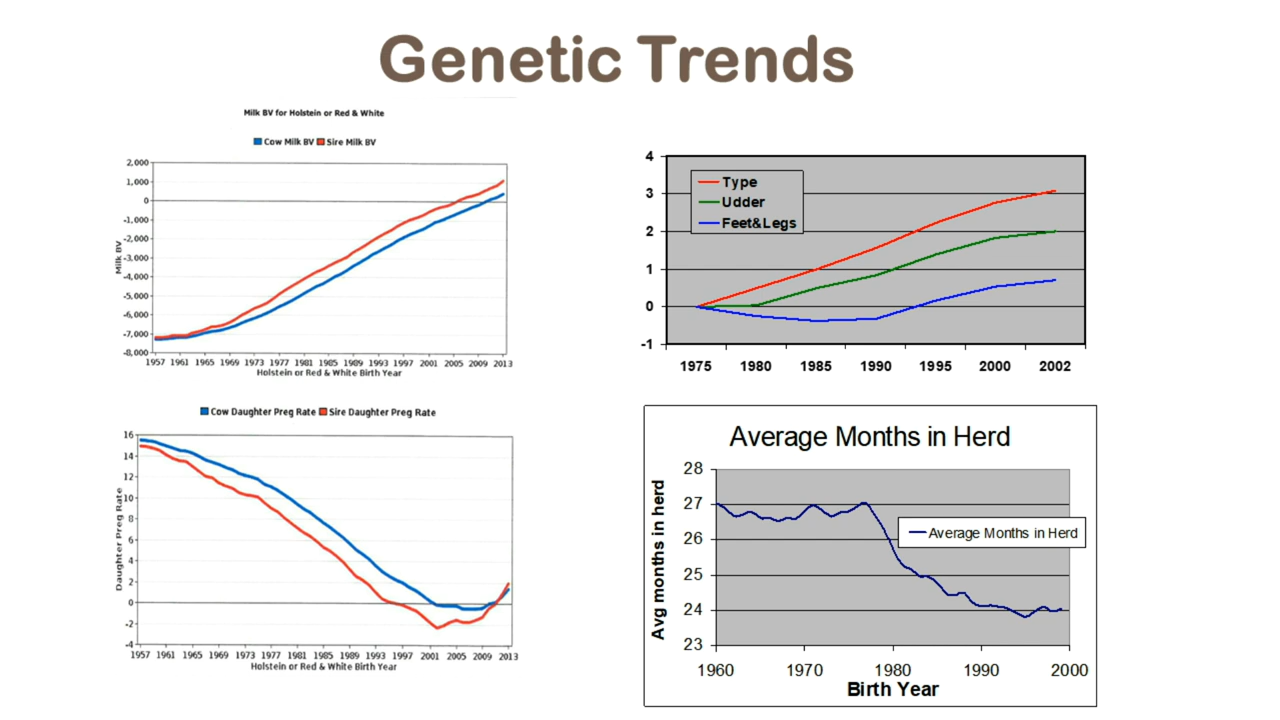 Genetic Trends
Milk BV for Holstein or Red & White
Cow Milk BV Sire Milk BV
2,000
1,000
0
-1,000
-2,000
-3,000
-4,000
-5,000
-6,000
-7,000
-8,000
Milk BV
1957 1961 1965 1969 1973 1977 1981 1985 1989 1993 1997 2001 2005 2009 2013
Holstein or Red & White Birth Year
4
3
2
1
0
-1
Type
Udder
Feet&Legs
1975 1980 1985 1990 1995 2000 2002
Cow Daughter Preg Rate Sire Daughter Preg Rate
16
14
12
10
8
6
4
2
0
-2
-4
Daughter Preg Rate
1957 1961 1965 1969 1973 1977 1981 1985 1989 1993 1997 2001 2005 2009 2013
Holstein or Red & White Birth Year
Average Months in Herd
28
27
26
25
24
23
Avg months in herd
Average Months in Herd
1960 1970 1980 1990 2000
Birth Year